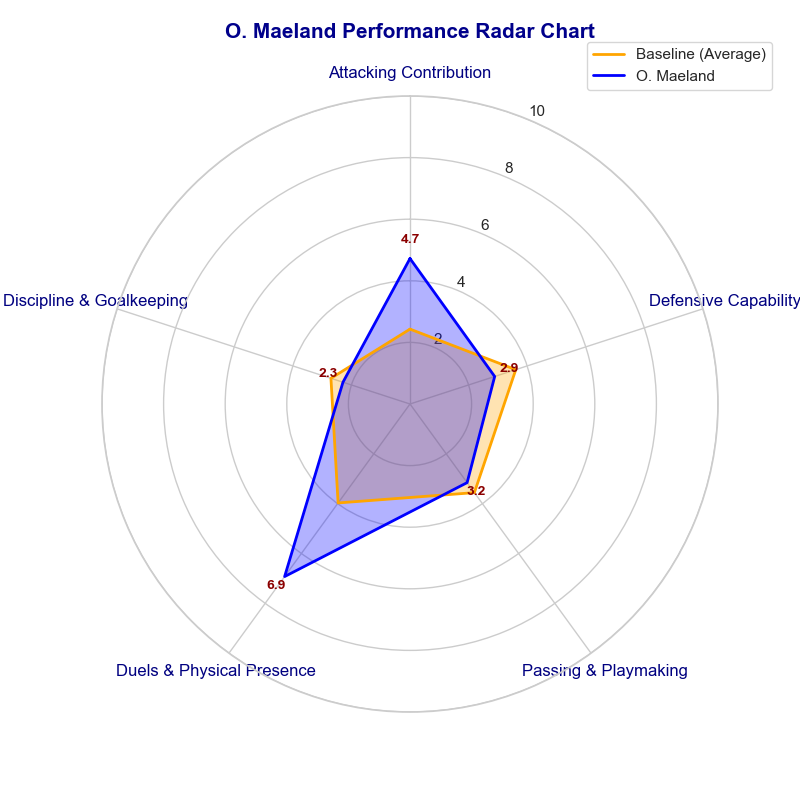 O. Maeland Performance Radar Chart
Baseline (Average)
O. Maeland
Attacking Contribution
10
8
6
4.7
4
Discipline & Goalkeeping
Defensive Capability
2
2.3
2.9
3.2
6.9
Duels & Physical Presence
Passing & Playmaking